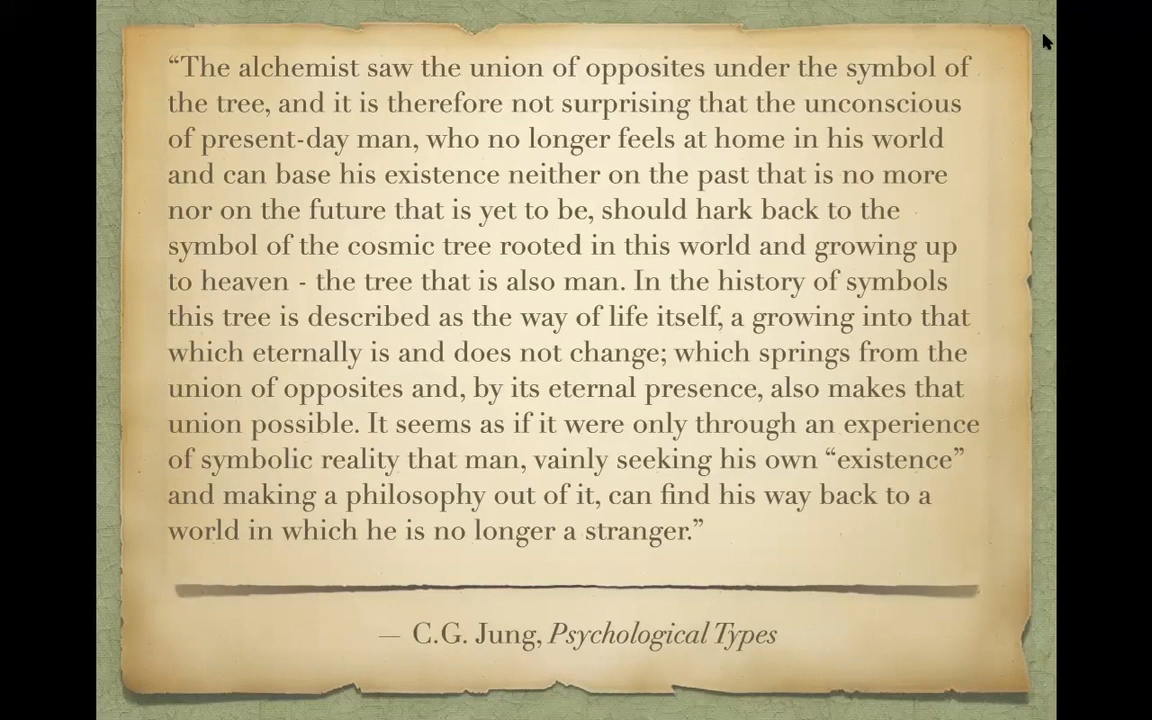 “The alchemist saw the union of opposites under the symbol of
the tree, and it is therefore not surprising that the unconscious
of present-day man, who no longer feels at home in his world
and can base his existence neither on the past that is no more
nor on the future that is yet to be, should hark back to the
symbol of the cosmic tree rooted in this world and growing up
to heaven - the tree that is also man. In the history of symbols
this tree is described as the way of life itself, a growing into that
which eternally is and does not change; which springs from the
union of opposites and, by its eternal presence, also makes that
union possible. It seems as if it were only through an experience
of symbolic reality that man, vainly seeking his own “existence”
and making a philosophy out of it, can find his way back to a
world in which he is no longer a stranger.”
— C.G. Jung, Psychological Types